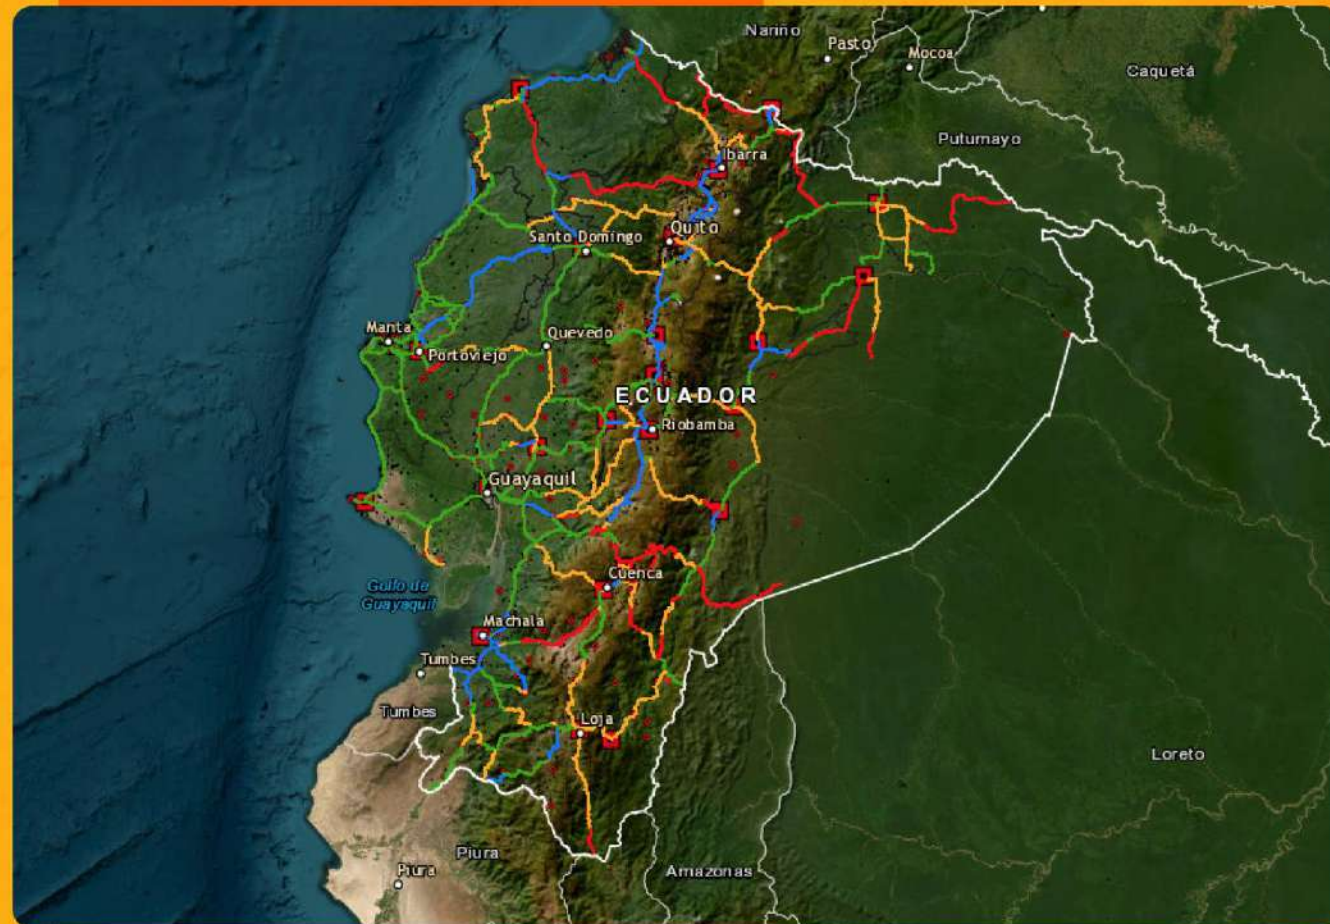 Nariño
Pasto
Mocoa
Caquetá
Putumayo
Ibarra
Quito
Santo Domingo
Manta
Quevedo
Portoviejo
ECUADOR
Riobamba
Guayaquil
Cuenca
Golfo de
Guayaquil
Machala
Tumbes
Tumbes
Loja
Loreto
Piura
Amazonas
Piura